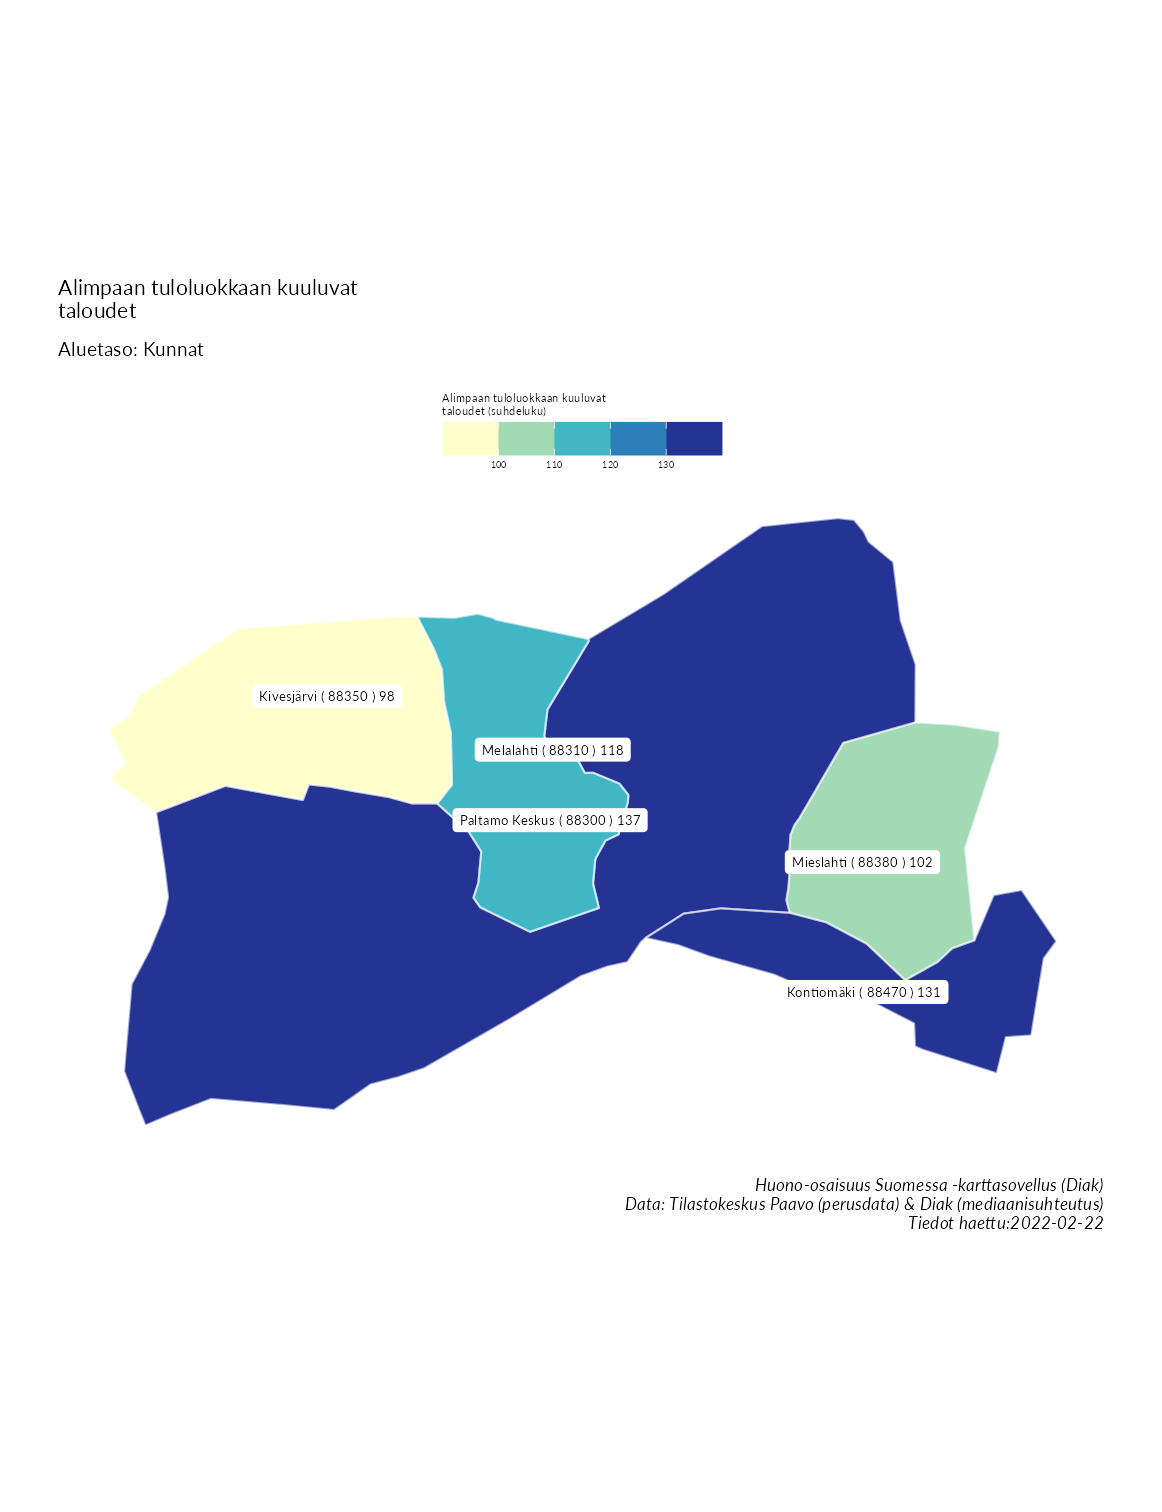 Alimpaan tuloluokkaan kuuluvat
taloudet
Aluetaso: Kunnat
Alimpaan tuloluokkaan kuuluvat
taloudet (suhdeluku)
100 110 120 130
Kivesjärvi ( 88350 ) 98
Melalahti ( 88310 ) 118
Paltamo Keskus ( 88300 ) 137
Mieslahti ( 88380 ) 102
Kontiomäki ( 88470 ) 131
Huono-osaisuus Suomessa -karttasovellus (Diak)
Data: Tilastokeskus Paavo (perusdata) & Diak (mediaanisuhteutus)
Tiedot haettu:2022-02-22